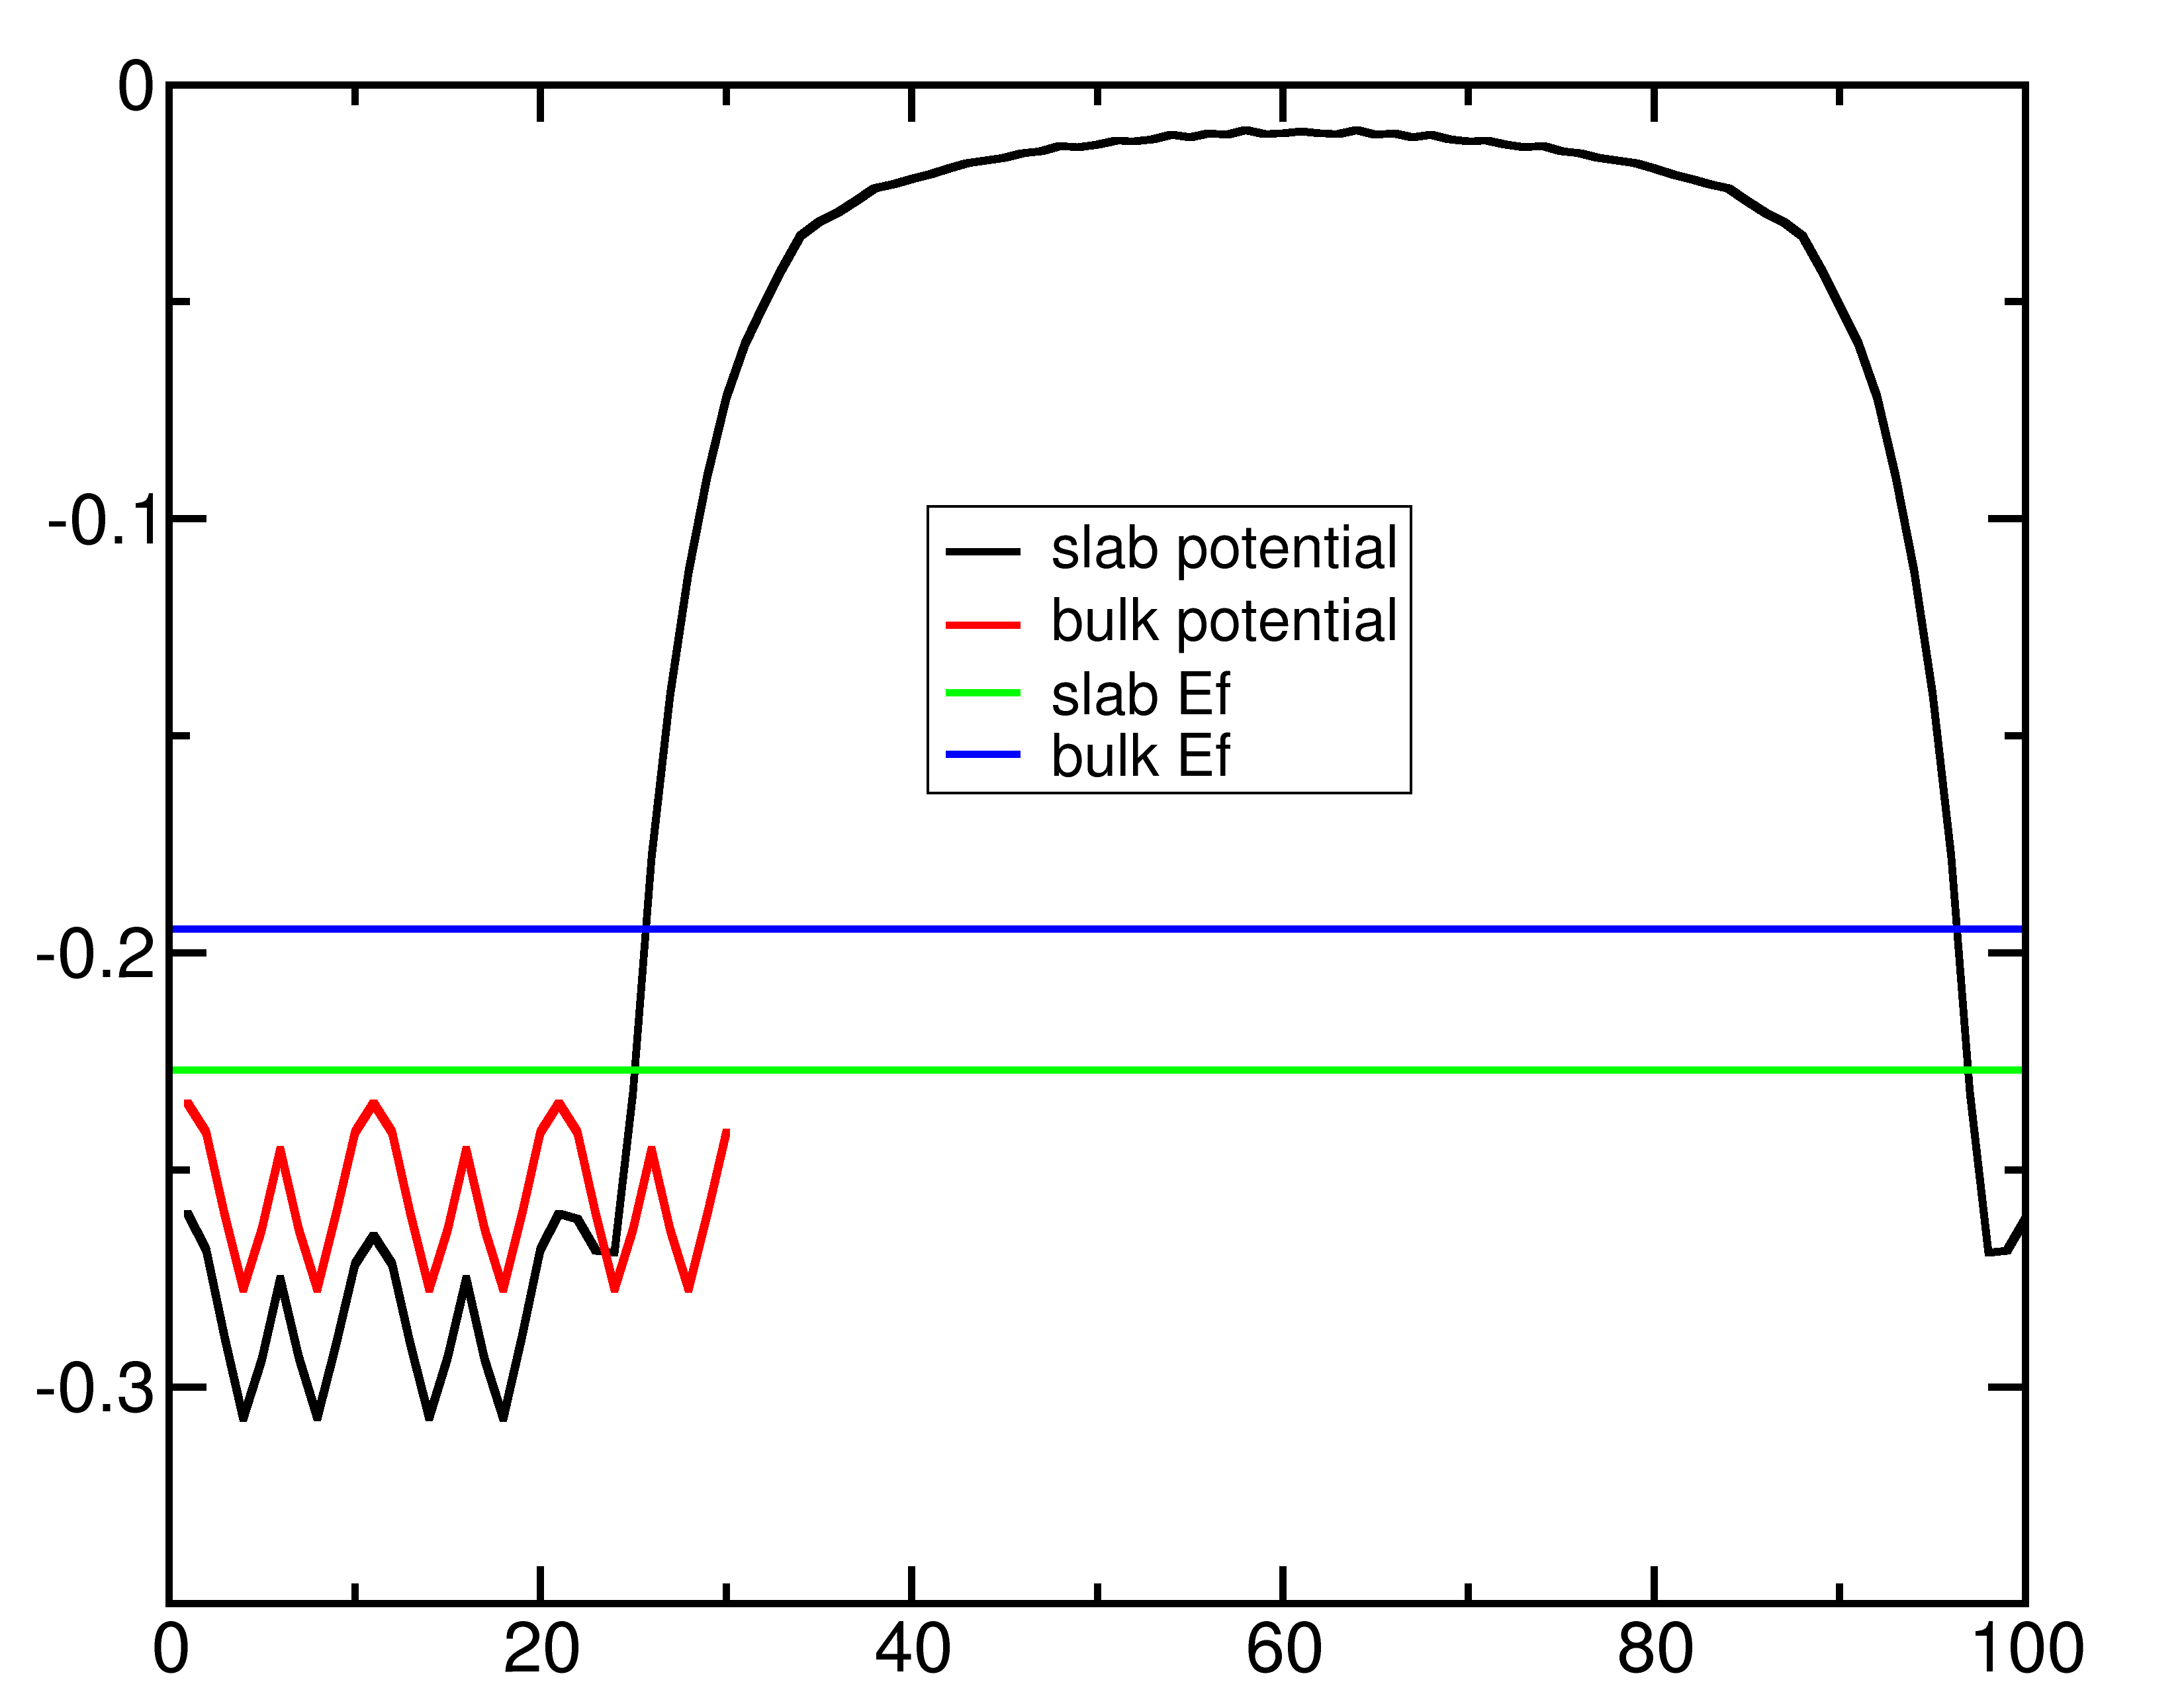 0
-0.1
slab potential
bulk potential
slab Ef
bulk Ef
-0.2
-0.3
0 20 40 60 80 100